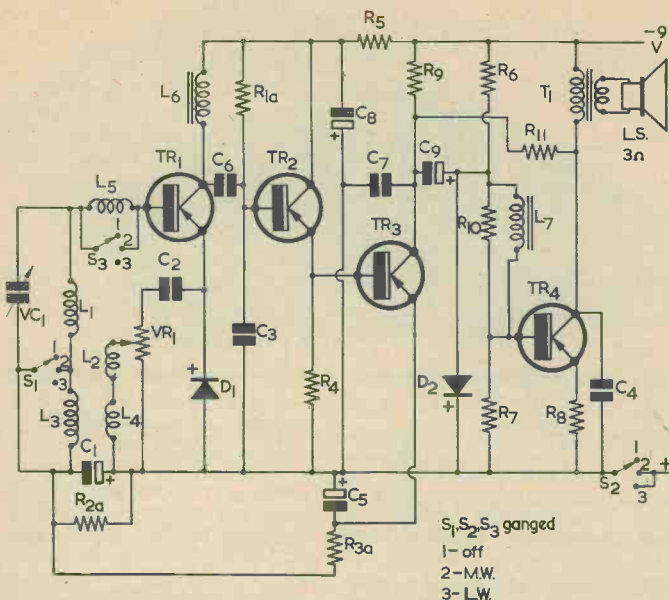 R5
-9
V
L6
R1a
R9
R6
T1
C8
L.S.
3Ω
R11
TR1
C6
TR2
C7
C9
L5
1
2
S3
.3
TR3
R10
L7
C2
TR4
VC1
L1
VR1
L2
C3
S1
1
2
.3
L3
L4
D1
R4
D2
R7
R8
C4
C1
S2
1
2
3
+
R2a
C5
R3a
S1,S2,S3 ganged
1- off
2- M.W.
3- L.W.